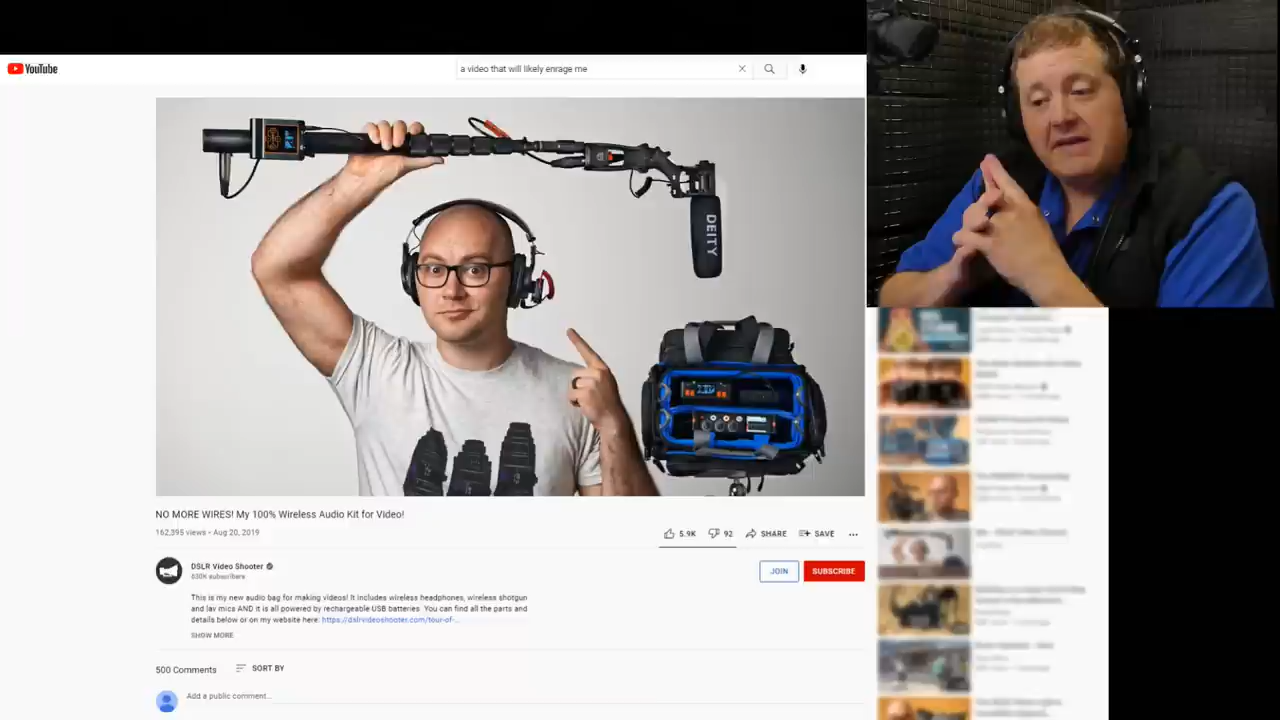 YouTube
a video that will likely enrage me
DEITY
NO MORE WIRES! My 100% Wireless Audio Kit for Video!
162,395 views • Aug 20, 2019
5.9K
92
SHARE
SAVE
DSLR Video Shooter
630K subscribers
JOIN
SUBSCRIBE
This is my new audio bag for making videos! It includes wireless headphones, wireless shotgun
and lav mics AND it is all powered by rechargeable USB batteries. You can find all the parts and
details below or on my website here: https://dslrvideoshooter.com/tour-of-...
SHOW MORE
500 Comments
SORT BY
Add a public comment...